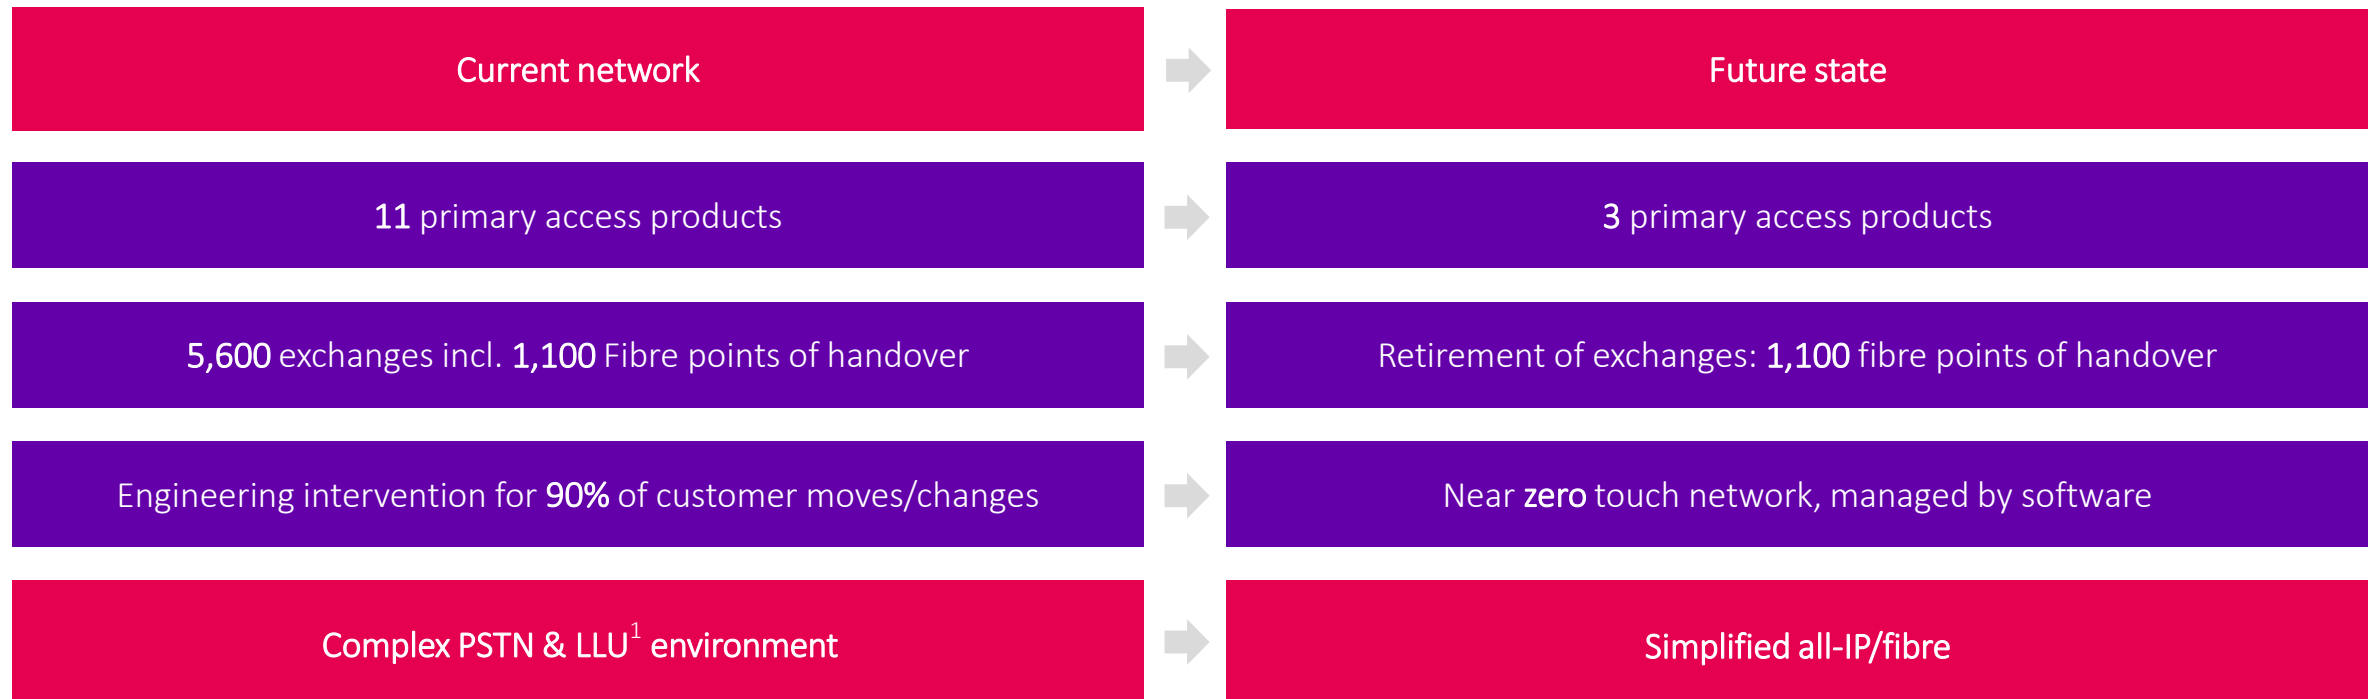 Current network
Future state
11 primary access products
3 primary access products
5,600 exchanges incl. 1,100 Fibre points of handover
Retirement of exchanges: 1,100 fibre points of handover
Engineering intervention for 90% of customer moves/changes
Near zero touch network, managed by software
Complex PSTN & LLU¹ environment
Simplified all-IP/fibre